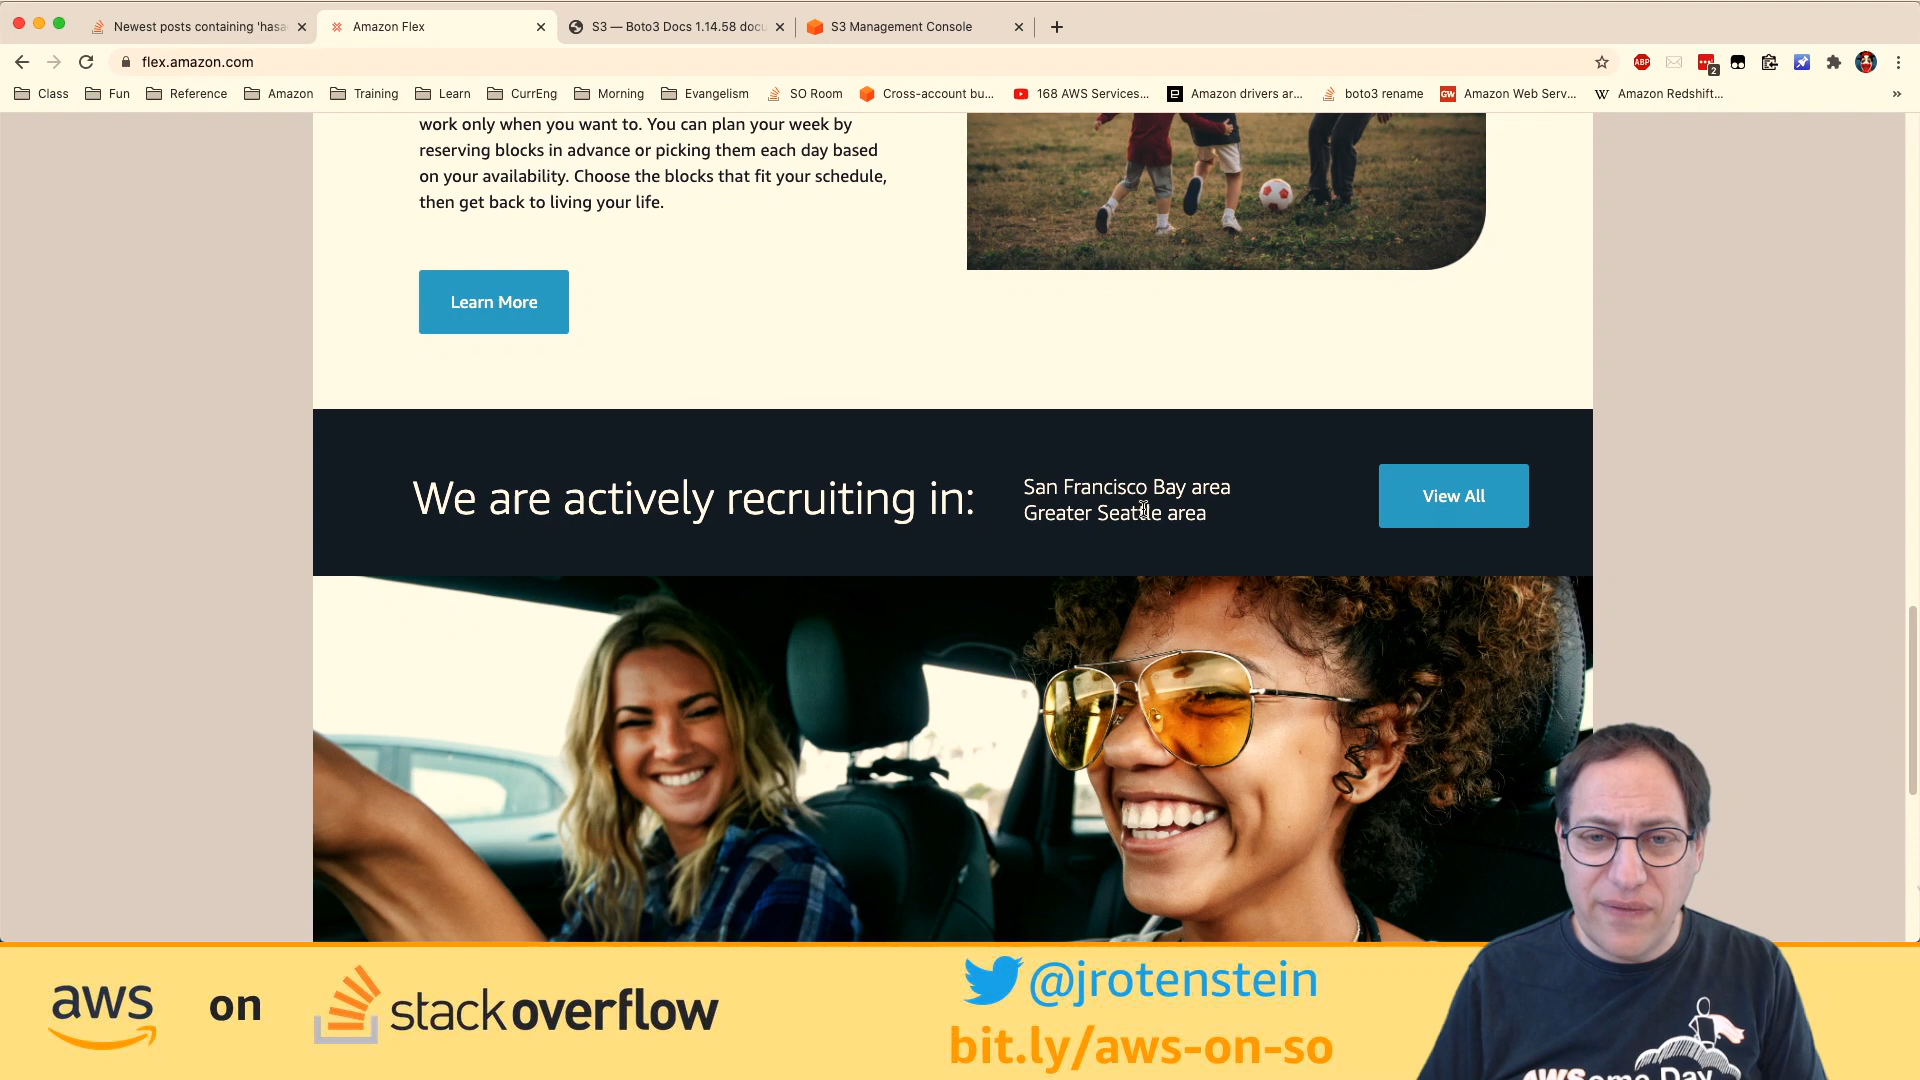 Newest posts containing 'hasa
Amazon Flex
S3 — Boto3 Docs 1.14.58 docu
S3 Management Console
flex.amazon.com
2
Class
Fun
Reference
Amazon
Training
Learn
CurrEng
Morning
Evangelism
SO Room
Cross-account bu...
168 AWS Services...
Amazon drivers ar...
boto3 rename
Amazon Web Serv...
Amazon Redshift...
work only when you want to. You can plan your week by
reserving blocks in advance or picking them each day based
on your availability. Choose the blocks that fit your schedule,
then get back to living your life.
Learn More
We are actively recruiting in:
San Francisco Bay area
Greater Seattle area
View All
aws on stackoverflow
@jrotenstein
bit.ly/aws-on-so
AWSome Day